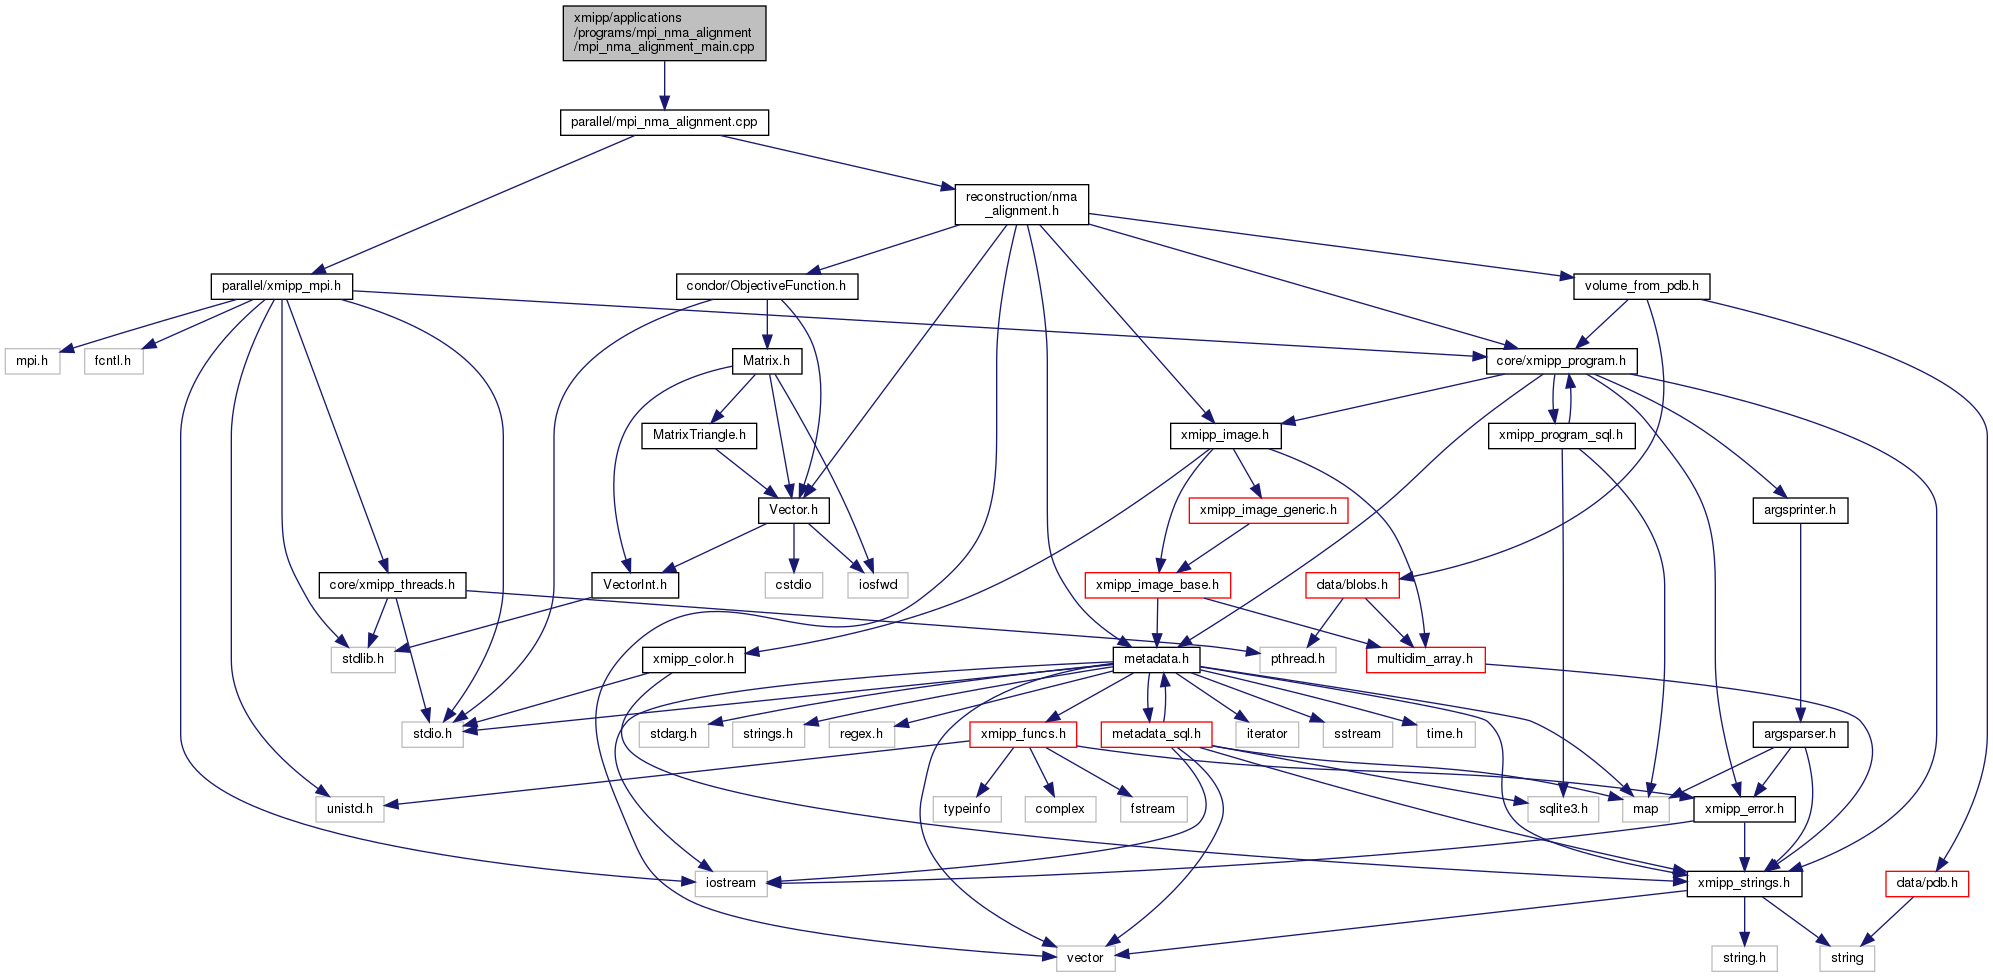 xmipp/applications
/programs/mpi_nma_alignment
/mpi_nma_alignment_main.cpp
parallel/mpi_nma_alignment.cpp
reconstruction/nma
_alignment.h
parallel/xmipp_mpi.h
condor/ObjectiveFunction.h
volume_from_pdb.h
mpi.h
fcntl.h
Matrix.h
core/xmipp_program.h
MatrixTriangle.h
xmipp_image.h
xmipp_program_sql.h
Vector.h
xmipp_image_generic.h
argsprinter.h
core/xmipp_threads.h
VectorInt.h
cstdio
iosfwd
xmipp_image_base.h
data/blobs.h
stdlib.h
xmipp_color.h
metadata.h
pthread.h
multidim_array.h
stdio.h
stdarg.h
strings.h
regex.h
xmipp_funcs.h
metadata_sql.h
iterator
sstream
time.h
argsparser.h
unistd.h
typeinfo
complex
fstream
sqlite3.h
map
xmipp_error.h
iostream
xmipp_strings.h
data/pdb.h
vector
string.h
string